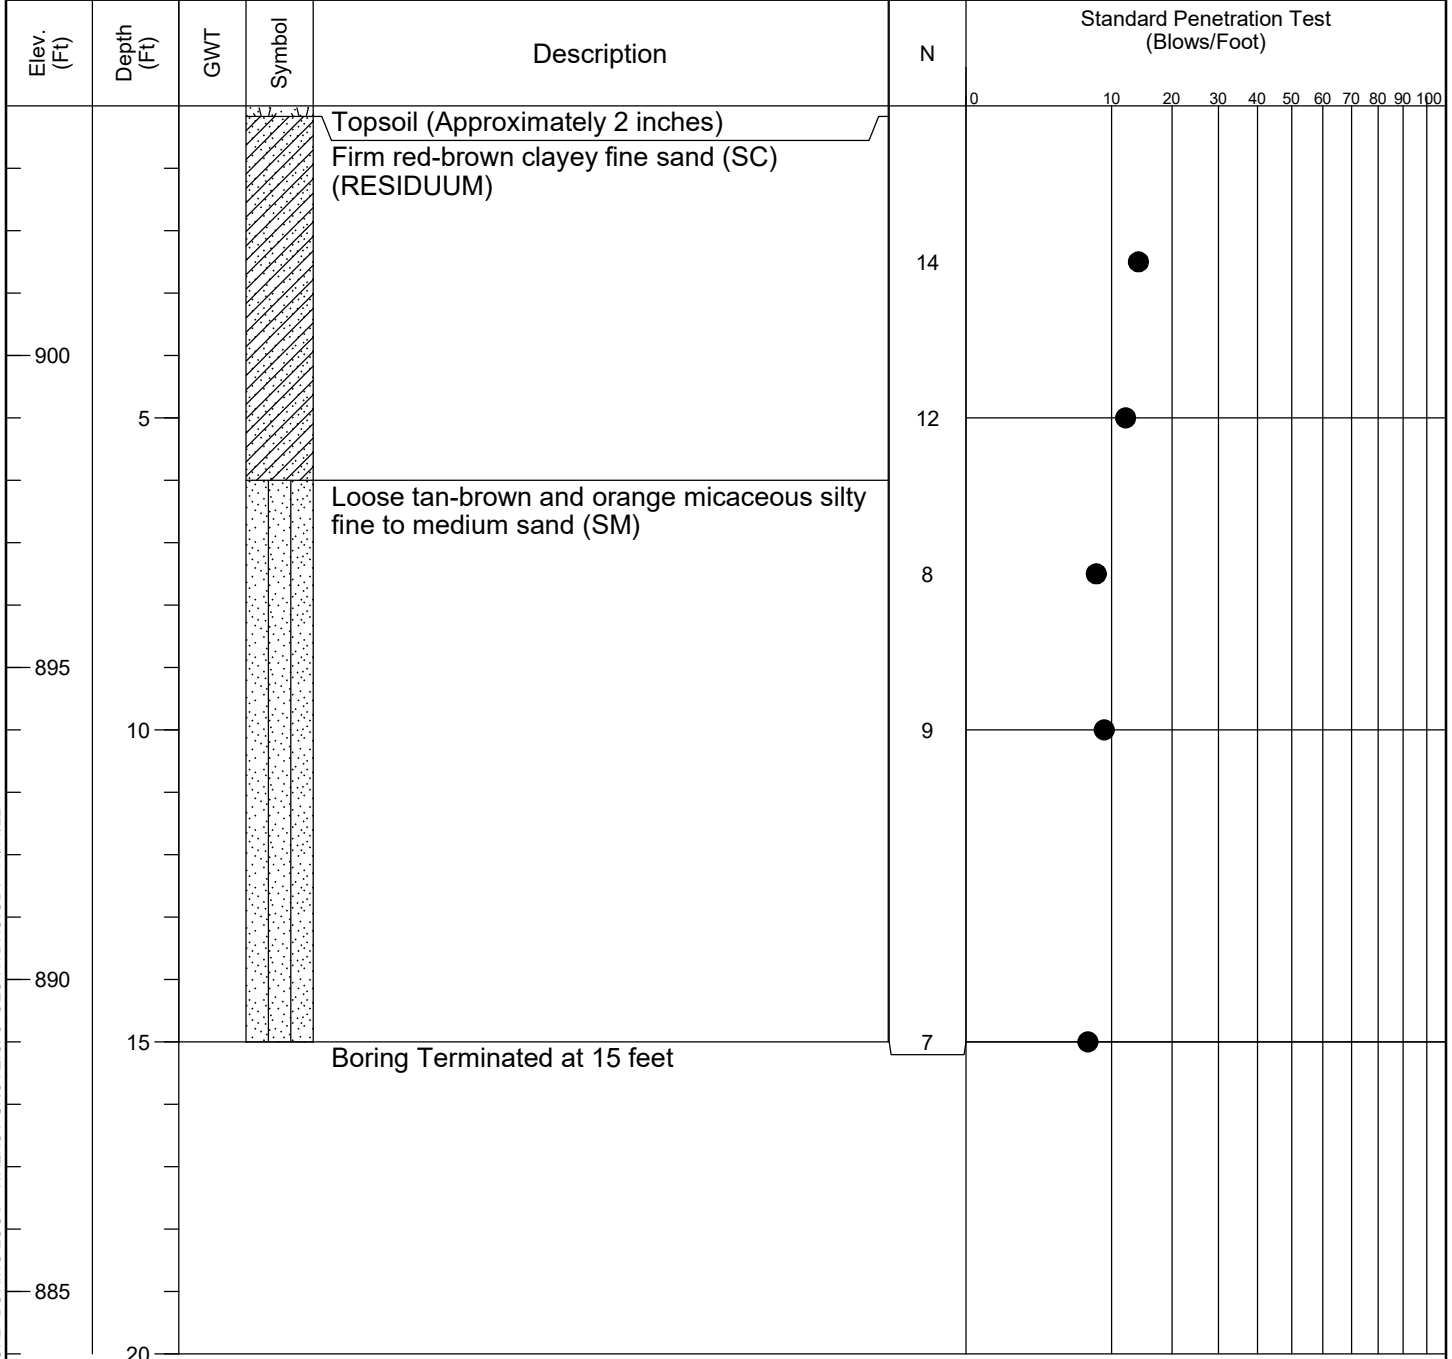 Elev.
(Ft)
Depth
(Ft)
GWT
Symbol
Description
N
Standard Penetration Test
(Blows/Foot)
0 10 20 30 40 50 60 70 80 90 100
Topsoil (Approximately 2 inches)
Firm red-brown clayey fine sand (SC)
(RESIDUUM)
14
900
5
12
Loose tan-brown and orange micaceous silty
fine to medium sand (SM)
8
895
10
9
890
15
7
Boring Terminated at 15 feet
885
20